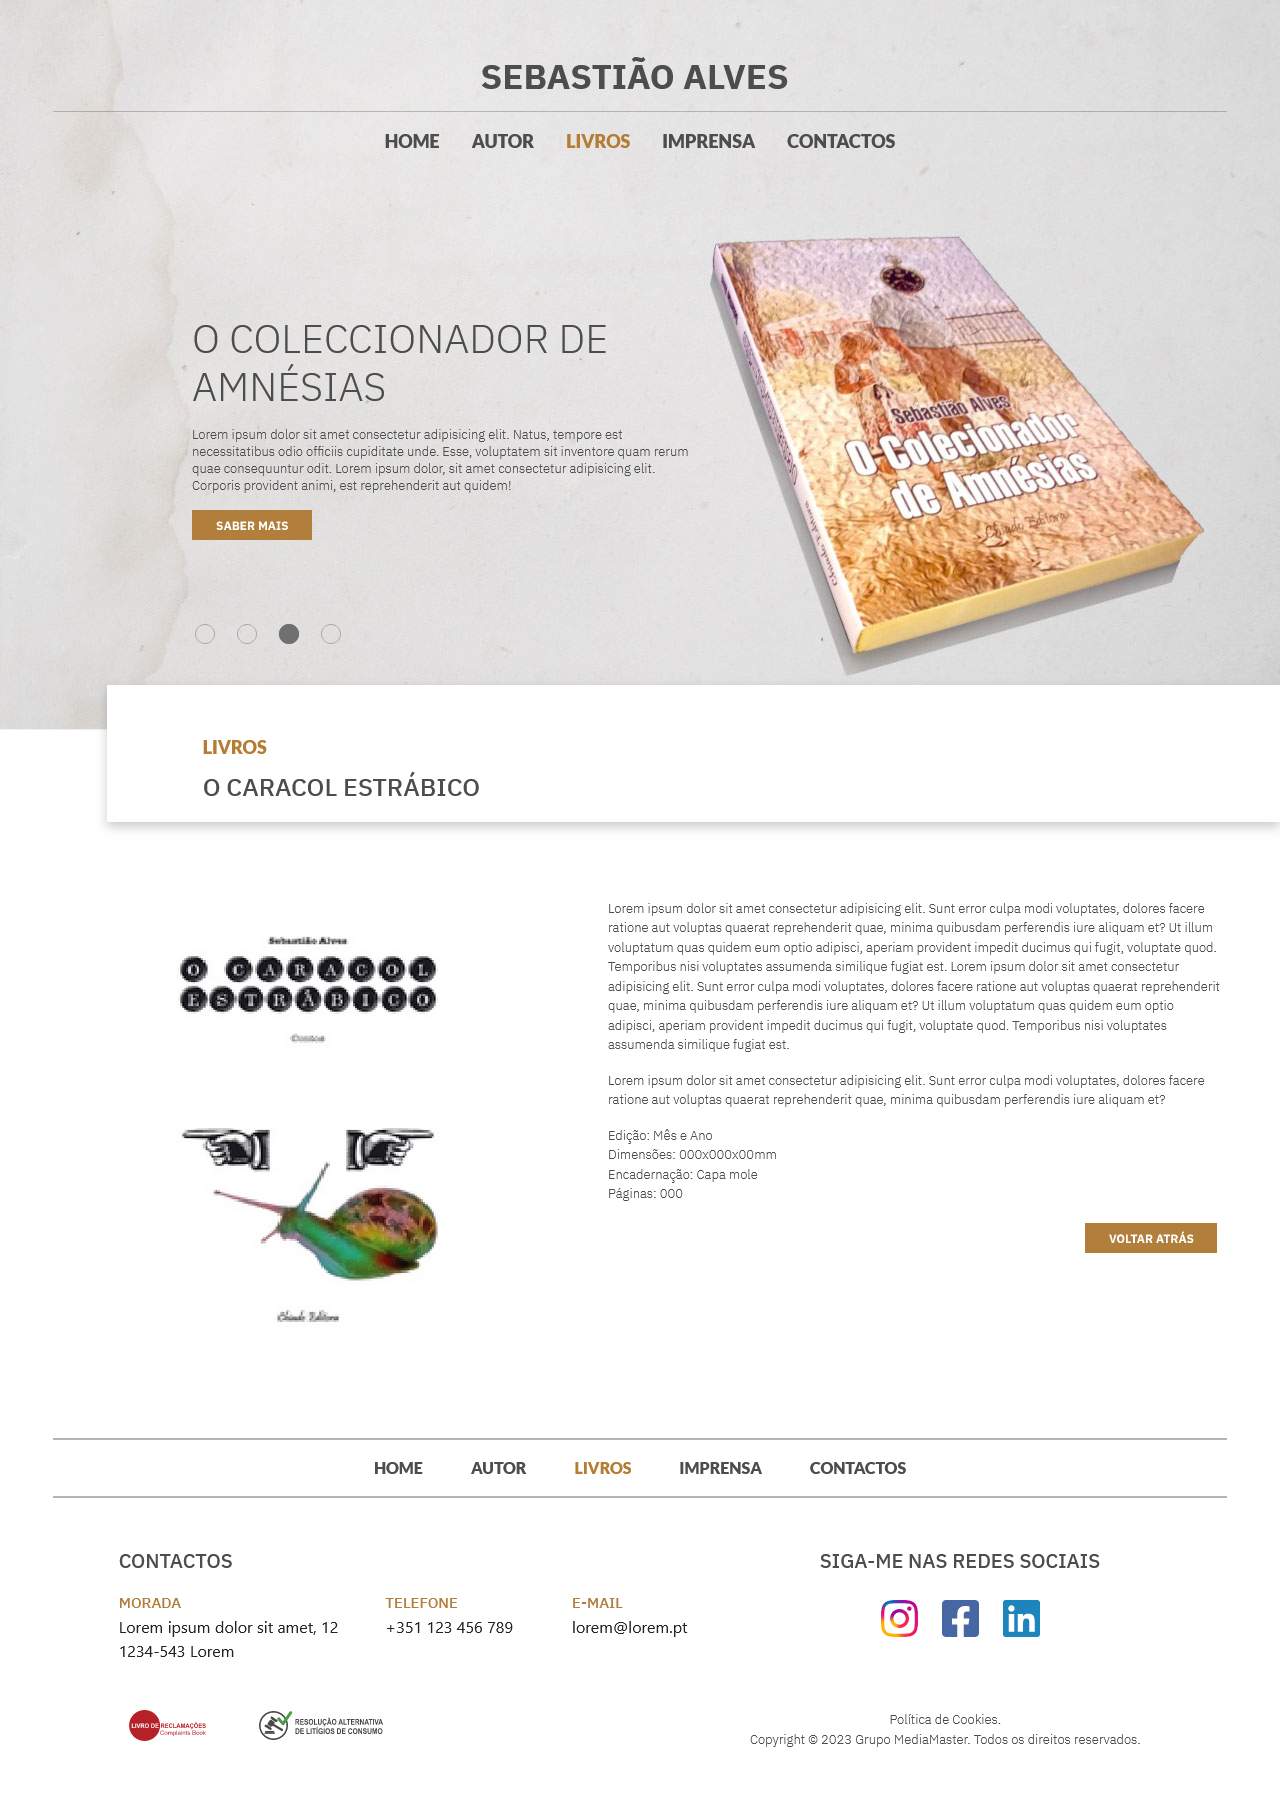 SEBASTIÃO ALVES
HOME AUTOR LIVROS IMPRENSA CONTACTOS
O COLECCIONADOR DE
AMNÉSIAS
Lorem ipsum dolor sit amet consectetur adipisicing elit. Natus, tempore est
necessitatibus odio officiis cupiditate unde. Esse, voluptatem sit inventore quam rerum
quae consequuntur odit. Lorem ipsum dolor, sit amet consectetur adipisicing elit.
Corporis provident animi, est reprehenderit aut quidem!
SABER MAIS
Sebastião Alves
O Colecionador
de Amnésias
Chiado Editora
Chiado Editora
LIVROS
O CARACOL ESTRÁBICO
Sebastião Alves
O CARACOL
ESTRÁBICO
Contos
Chiado Editora
Lorem ipsum dolor sit amet consectetur adipisicing elit. Sunt error culpa modi voluptates, dolores facere
ratione aut voluptas quaerat reprehenderit quae, minima quibusdam perferendis iure aliquam et? Ut illum
voluptatum quas quidem eum optio adipisci, aperiam provident impedit ducimus qui fugit, voluptate quod.
Temporibus nisi voluptates assumenda similique fugiat est. Lorem ipsum dolor sit amet consectetur
adipisicing elit. Sunt error culpa modi voluptates, dolores facere ratione aut voluptas quaerat reprehenderit
quae, minima quibusdam perferendis iure aliquam et? Ut illum voluptatum quas quidem eum optio
adipisci, aperiam provident impedit ducimus qui fugit, voluptate quod. Temporibus nisi voluptates
assumenda similique fugiat est.
Lorem ipsum dolor sit amet consectetur adipisicing elit. Sunt error culpa modi voluptates, dolores facere
ratione aut voluptas quaerat reprehenderit quae, minima quibusdam perferendis iure aliquam et?
Edição: Mês e Ano
Dimensões: 000x000x00mm
Encadernação: Capa mole
Páginas: 000
VOLTAR ATRÁS
HOME AUTOR LIVROS IMPRENSA CONTACTOS
CONTACTOS
MORADA
Lorem ipsum dolor sit amet, 12
1234-543 Lorem
TELEFONE
+351 123 456 789
E-MAIL
lorem@lorem.pt
SIGA-ME NAS REDES SOCIAIS
LIVRO DE RECLAMAÇÕES
Complaints Book
RESOLUÇÃO ALTERNATIVA
DE LITÍGIOS DE CONSUMO
Política de Cookies.
Copyright © 2023 Grupo MediaMaster. Todos os direitos reservados.